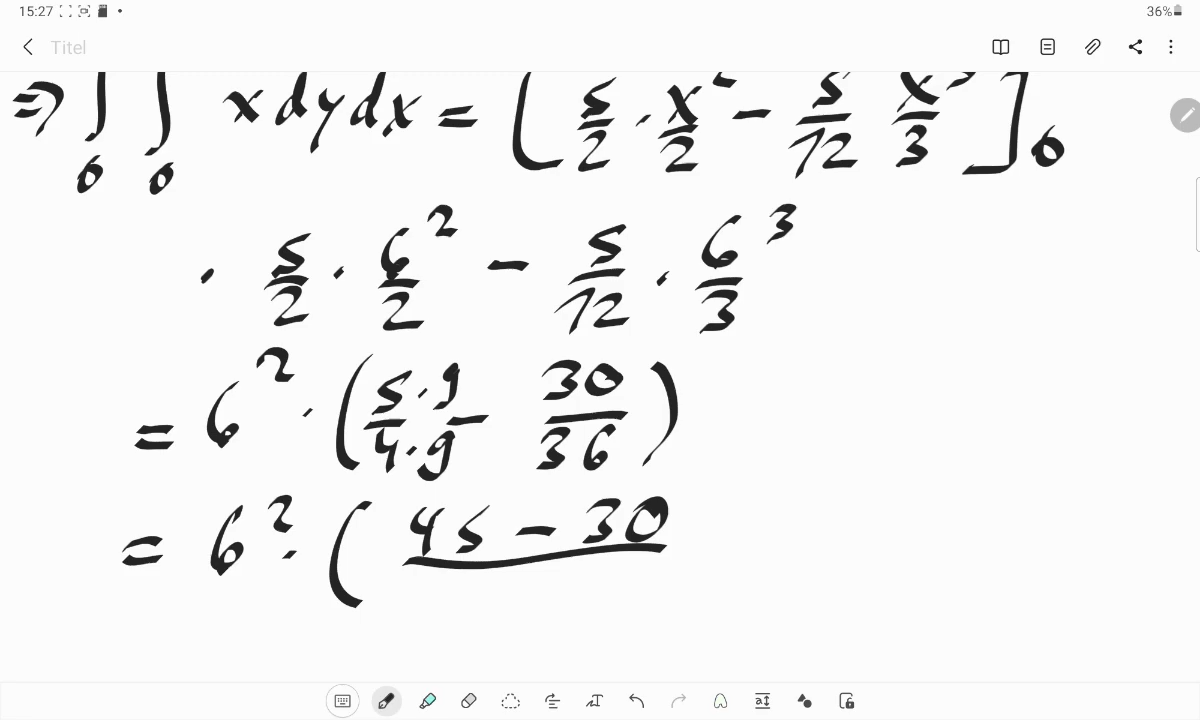 15:27 36%
Titel
=> ∫₀ ∫₀ x dy dx = [ 5/2 · x²/2 - 5/12 x³/3 ]₀
· 5/2 · 6²/2 - 5/12 · 6³/3
= 6² · ( 5·9/4·9 - 30/36 )
= 6² · ( 45 - 30